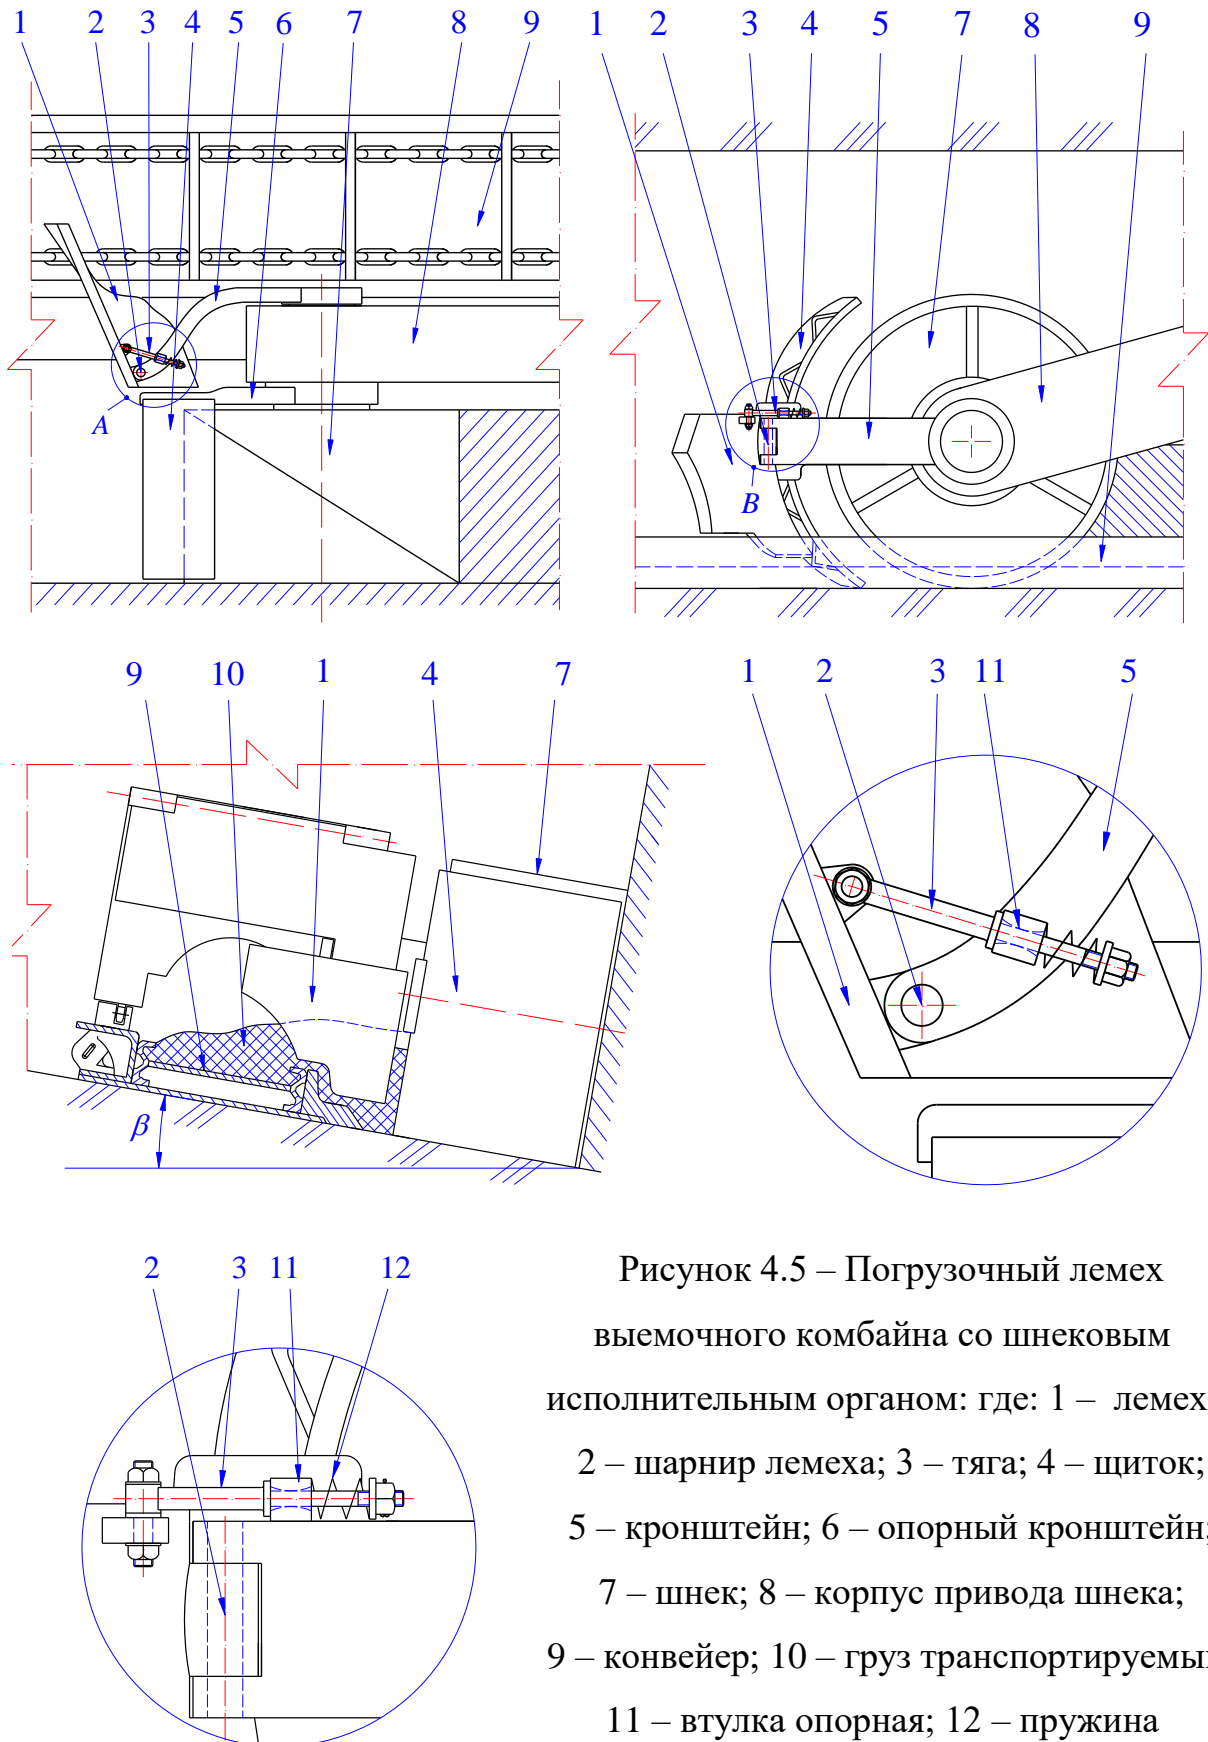 1 2 3 4 5 6 7 8 9
1 2 3 4 5 7 8 9
A
B
9 10 1 4 7
1 2 3 11 5
β
2 3 11 12
Рисунок 4.5 – Погрузочный лемех
выемочного комбайна со шнековым
исполнительным органом: где: 1 – лемех
2 – шарнир лемеха; 3 – тяга; 4 – щиток;
5 – кронштейн; 6 – опорный кронштейн;
7 – шнек; 8 – корпус привода шнека;
9 – конвейер; 10 – груз транспортируемый
11 – втулка опорная; 12 – пружина